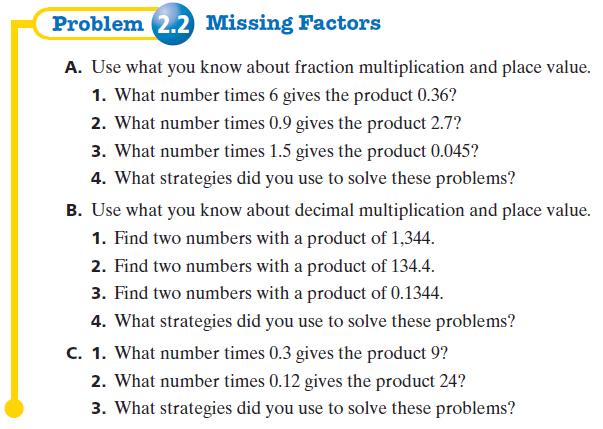 Problem 2.2 Missing Factors
A. Use what you know about fraction multiplication and place value.
1. What number times 6 gives the product 0.36?
2. What number times 0.9 gives the product 2.7?
3. What number times 1.5 gives the product 0.045?
4. What strategies did you use to solve these problems?
B. Use what you know about decimal multiplication and place value.
1. Find two numbers with a product of 1,344.
2. Find two numbers with a product of 134.4.
3. Find two numbers with a product of 0.1344.
4. What strategies did you use to solve these problems?
C. 1. What number times 0.3 gives the product 9?
2. What number times 0.12 gives the product 24?
3. What strategies did you use to solve these problems?